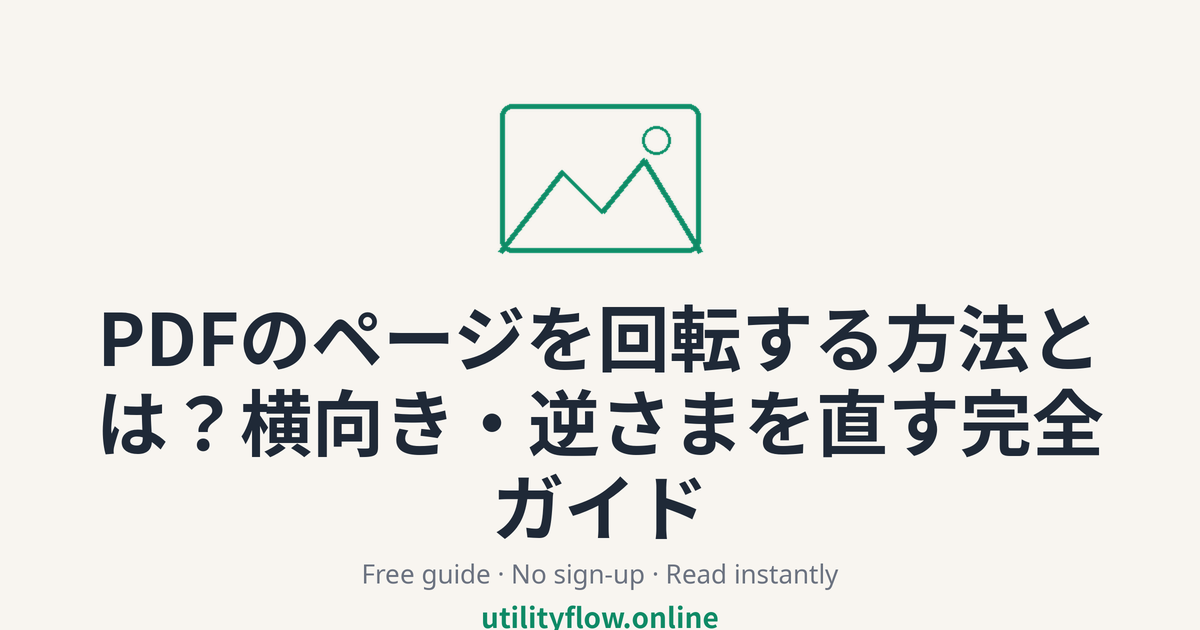 PDFのページを回転する方法と
は？横向き・逆さまを直す完全
ガイド
Free guide · No sign-up · Read instantly
utilityflow.online